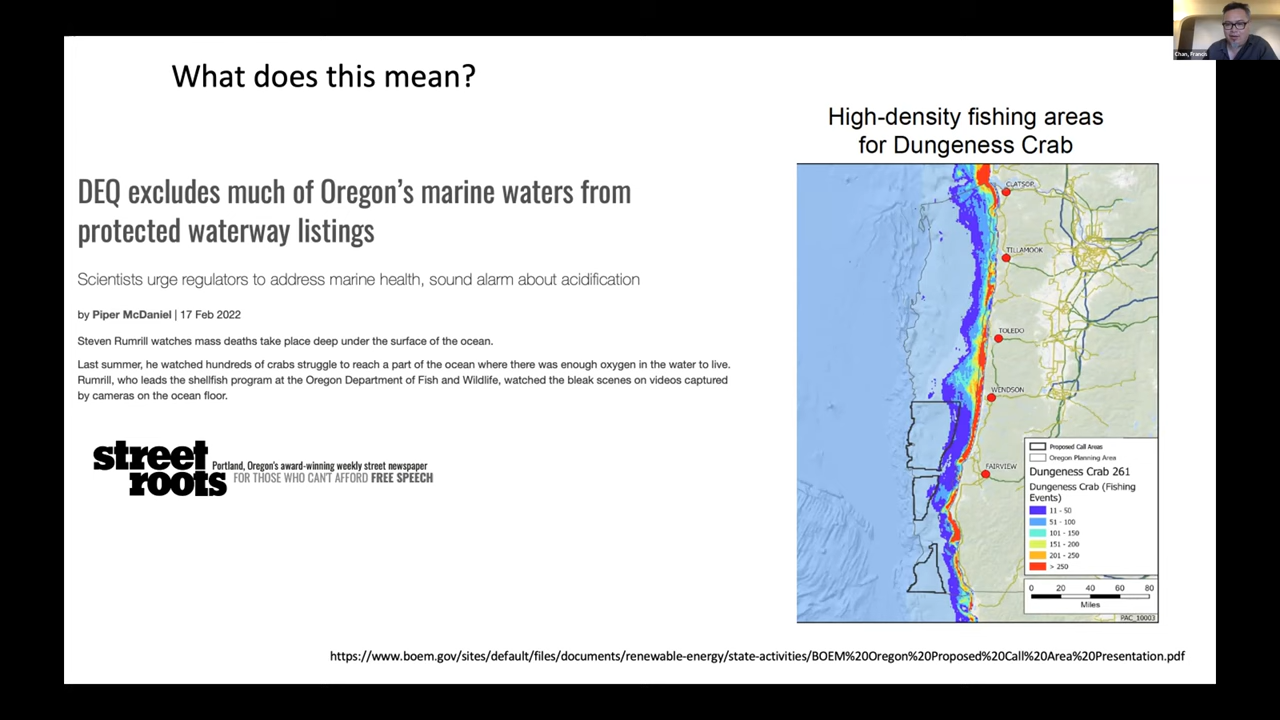 What does this mean?
High-density fishing areas
for Dungeness Crab
DEQ excludes much of Oregon's marine waters from
protected waterway listings
Scientists urge regulators to address marine health, sound alarm about acidification
by Piper McDaniel | 17 Feb 2022
Steven Rumrill watches mass deaths take place deep under the surface of the ocean.
Last summer, he watched hundreds of crabs struggle to reach a part of the ocean where there was enough oxygen in the water to live.
Rumrill, who leads the shellfish program at the Oregon Department of Fish and Wildlife, watched the bleak scenes on videos captured
by cameras on the ocean floor.
street
roots
Portland, Oregon's award-winning weekly street newspaper
FOR THOSE WHO CAN'T AFFORD FREE SPEECH
CLATSOP
TILLAMOOK
TOLEDO
WENDSON
FAIRVIEW
Proposed Call Areas
Oregon Planning Area
Dungeness Crab 261
Dungeness Crab (Fishing
Events)
11 - 50
51 - 100
101 - 150
151 - 200
201 - 250
> 250
0 20 40 60 80
Miles
PAC_10003
https://www.boem.gov/sites/default/files/documents/renewable-energy/state-activities/BOEM%20Oregon%20Proposed%20Call%20Area%20Presentation.pdf
Chan, Francis